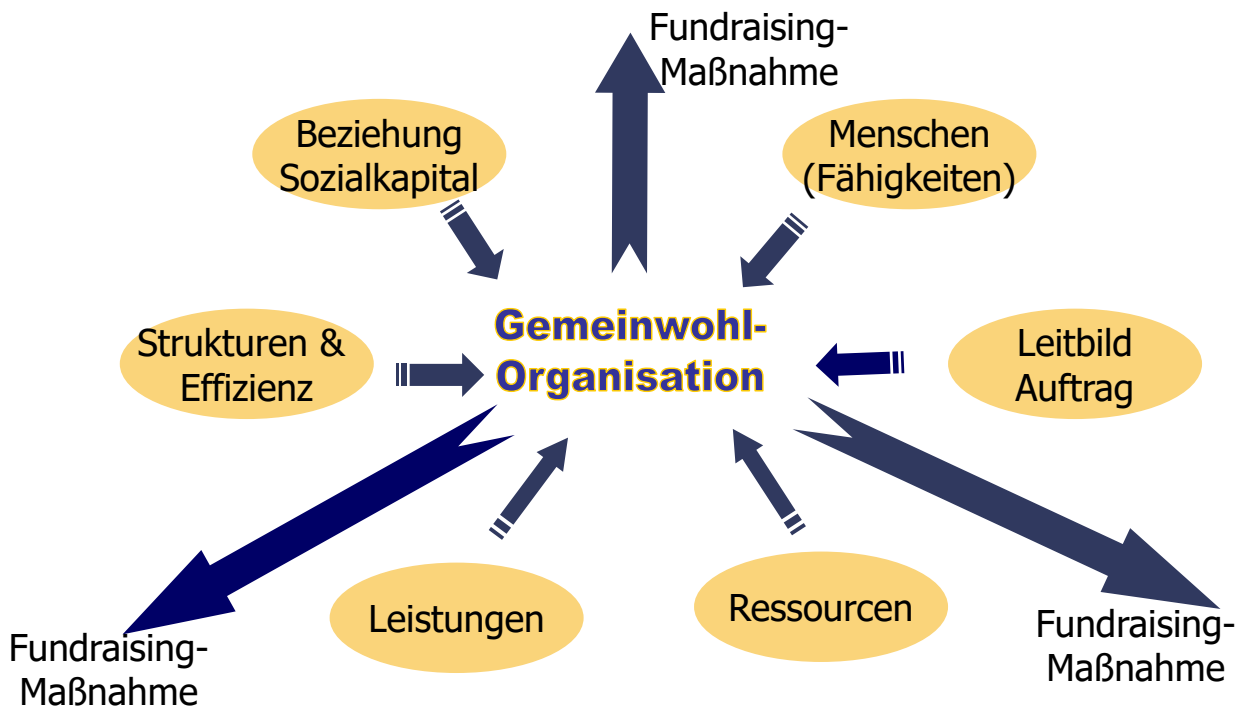 Fundraising-
Maßnahme
Beziehung
Sozialkapital
Menschen
(Fähigkeiten)
Gemeinwohl-
Organisation
Strukturen &
Effizienz
Leitbild
Auftrag
Leistungen
Ressourcen
Fundraising-
Maßnahme
Fundraising-
Maßnahme